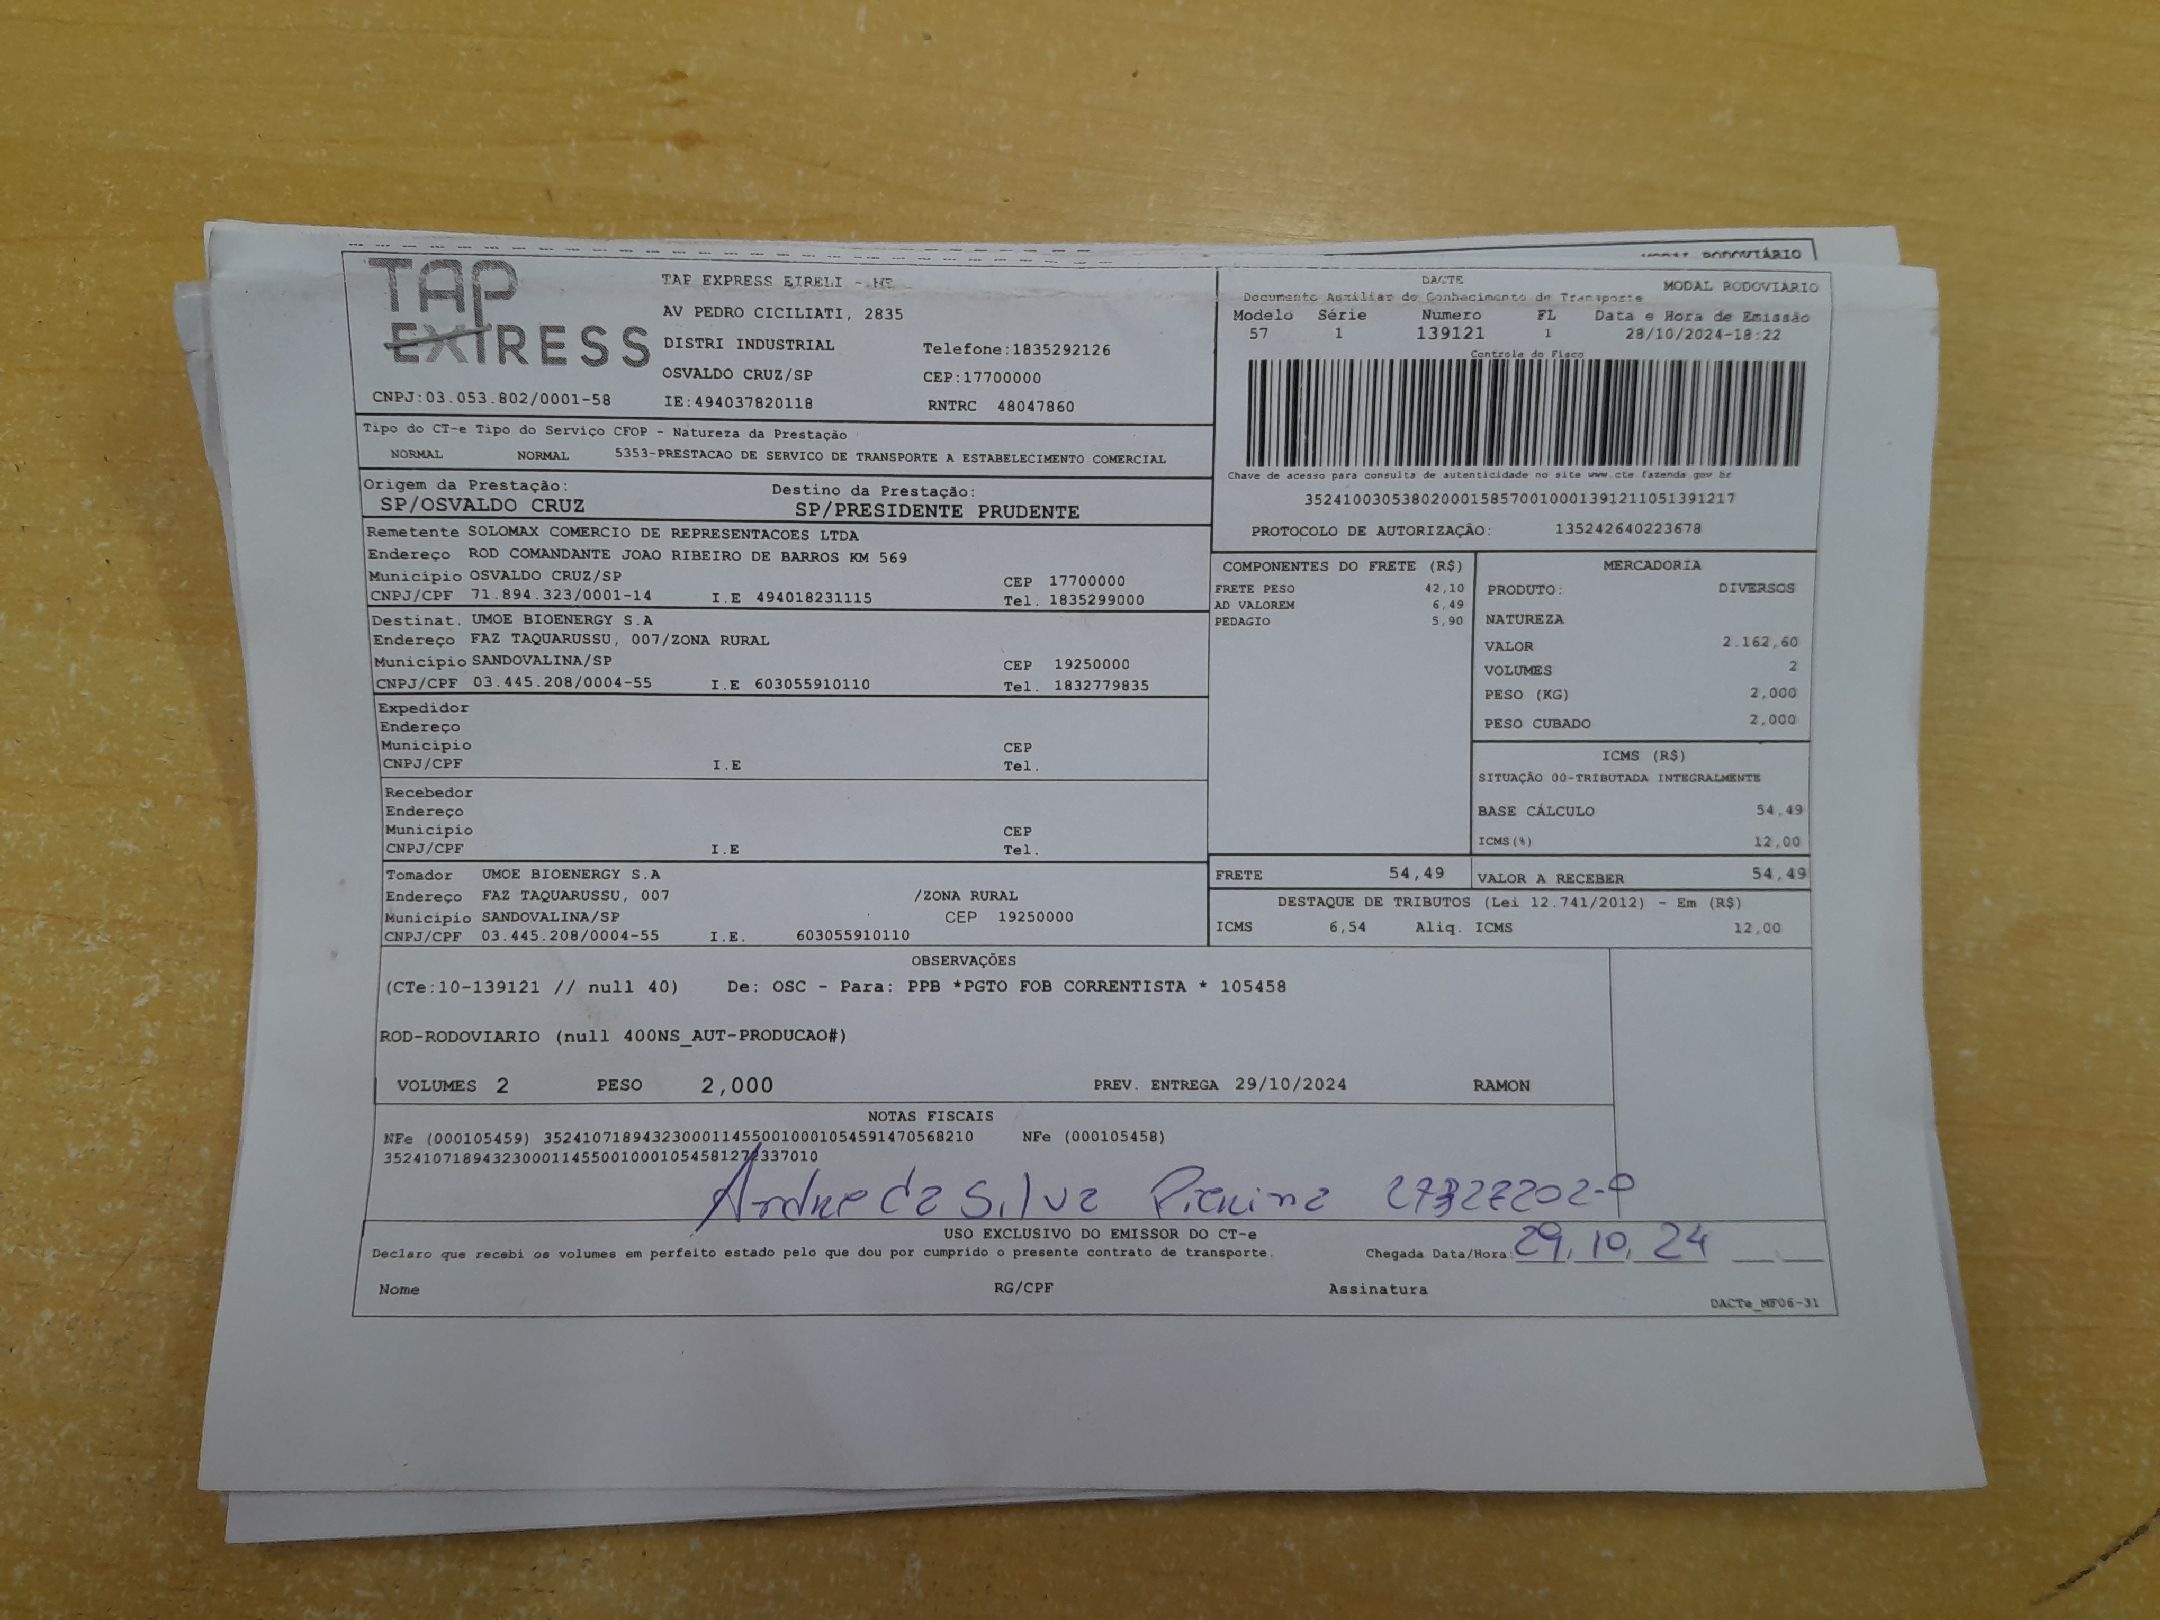 MODAL RODOVIÁRIO
TAP
EXPRESS
TAP EXPRESS EIRELI - ME
AV PEDRO CICILIATI, 2835
DISTRI INDUSTRIAL
Telefone:1835292126
OSVALDO CRUZ/SP
CEP:17700000
CNPJ:03.053.802/0001-58
IE:494037820118
RNTRC 48047860
DACTE
MODAL RODOVIÁRIO
Documento Auxiliar do Conhecimento de Transporte
Modelo Série Numero FL Data e Hora de Emissão
57 1 139121 1 28/10/2024-18:22
Controle do Fisco
Chave de acesso para consulta de autenticidade no site www.cte.fazenda.gov.br
35241003053802000158570010001391211051391217
PROTOCOLO DE AUTORIZAÇÃO: 135242640223678
Tipo do CT-e Tipo do Serviço CFOP - Natureza da Prestação
NORMAL NORMAL 5353-PRESTACAO DE SERVICO DE TRANSPORTE A ESTABELECIMENTO COMERCIAL
Origem da Prestação: Destino da Prestação:
SP/OSVALDO CRUZ SP/PRESIDENTE PRUDENTE
Remetente SOLOMAX COMERCIO DE REPRESENTACOES LTDA
Endereço ROD COMANDANTE JOAO RIBEIRO DE BARROS KM 569
Município OSVALDO CRUZ/SP CEP 17700000
CNPJ/CPF 71.894.323/0001-14 I.E 494018231115 Tel. 1835299000
Destinat. UMOE BIOENERGY S.A
Endereço FAZ TAQUARUSSU, 007/ZONA RURAL
Município SANDOVALINA/SP CEP 19250000
CNPJ/CPF 03.445.208/0004-55 I.E 603055910110 Tel. 1832779835
Expedidor
Endereço
Município CEP
CNPJ/CPF I.E Tel.
Recebedor
Endereço
Município CEP
CNPJ/CPF I.E Tel.
Tomador UMOE BIOENERGY S.A
Endereço FAZ TAQUARUSSU, 007 /ZONA RURAL
Município SANDOVALINA/SP CEP 19250000
CNPJ/CPF 03.445.208/0004-55 I.E. 603055910110
COMPONENTES DO FRETE (R$)
FRETE PESO 42,10
AD VALOREM 6,49
PEDAGIO 5,90
MERCADORIA
PRODUTO: DIVERSOS
NATUREZA
VALOR 2.162,60
VOLUMES 2
PESO (KG) 2,000
PESO CUBADO 2,000
ICMS (R$)
SITUAÇÃO 00-TRIBUTADA INTEGRALMENTE
BASE CÁLCULO 54,49
ICMS(%) 12,00
FRETE 54,49 VALOR A RECEBER 54,49
DESTAQUE DE TRIBUTOS (Lei 12.741/2012) - Em (R$)
ICMS 6,54 Aliq. ICMS 12,00
OBSERVAÇÕES
(CTe:10-139121 // null 40) De: OSC - Para: PPB *PGTO FOB CORRENTISTA * 105458
ROD-RODOVIARIO (null 400NS_AUT-PRODUCAO#)
VOLUMES 2 PESO 2,000 PREV. ENTREGA 29/10/2024 RAMON
NOTAS FISCAIS
NFe (000105459) 35241071894323000114550010001054591470568210 NFe (000105458)
Andre da Silva
USO EXCLUSIVO DO EMISSOR DO CT-e
Declaro que recebi os volumes em perfeito estado pelo que dou por cumprido o presente contrato de transporte. Chegada Data/Hora: 29, 10, 24
Nome RG/CPF Assinatura
DACTe_MF06-31